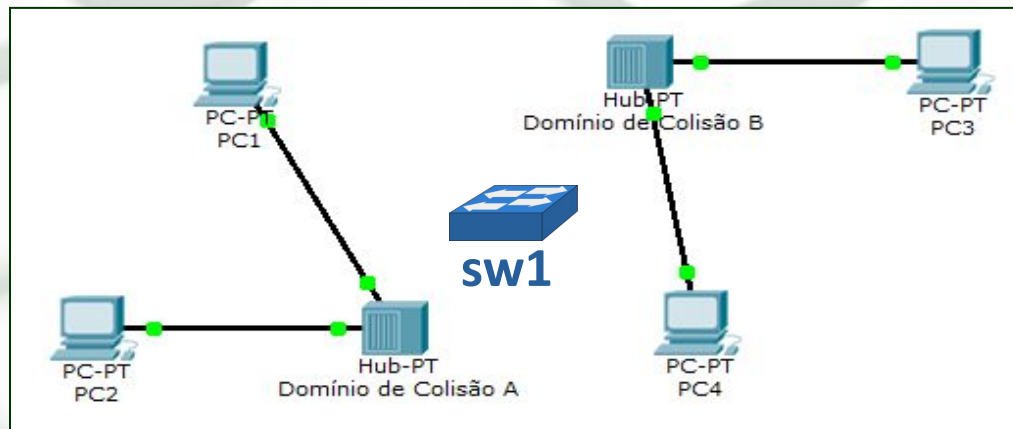 PC-PT
PC1
Hub-PT
Domínio de Colisão B
PC-PT
PC3
sw1
PC-PT
PC2
Hub-PT
Domínio de Colisão A
PC-PT
PC4